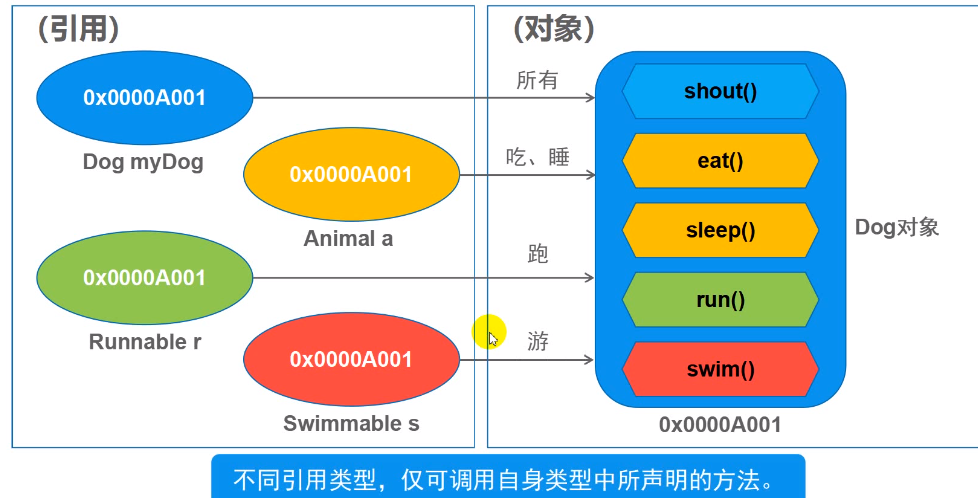 (引用)
0x0000A001
Dog myDog
0x0000A001
Animal a
0x0000A001
Runnable r
0x0000A001
Swimmable s
(对象)
所有
吃、睡
跑
游
shout()
eat()
sleep()
run()
swim()
Dog对象
0x0000A001
不同引用类型，仅可调用自身类型中所声明的方法。